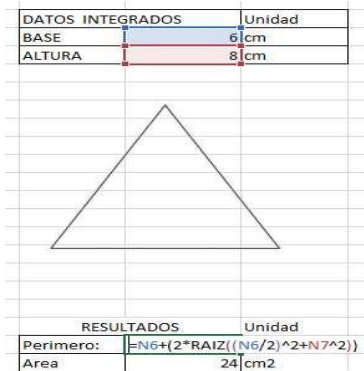 DATOS INTEGRADOS Unidad
BASE 6 cm
ALTURA 8 cm
RESULTADOS Unidad
Perimero: =N6+(2*RAIZ((N6/2)^2+N7^2))
Area 24 cm2